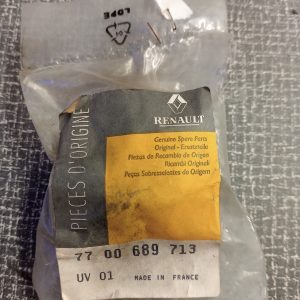 LDPE
04
PIECES D'ORIGINE
RENAULT
Genuine Spare Parts
Original - Ersatzteile
Piezas de Recambio de Origen
Ricambi Originali
Peças Sobresselentes de Origem
77 00 689 713
UV 01 MADE IN FRANCE